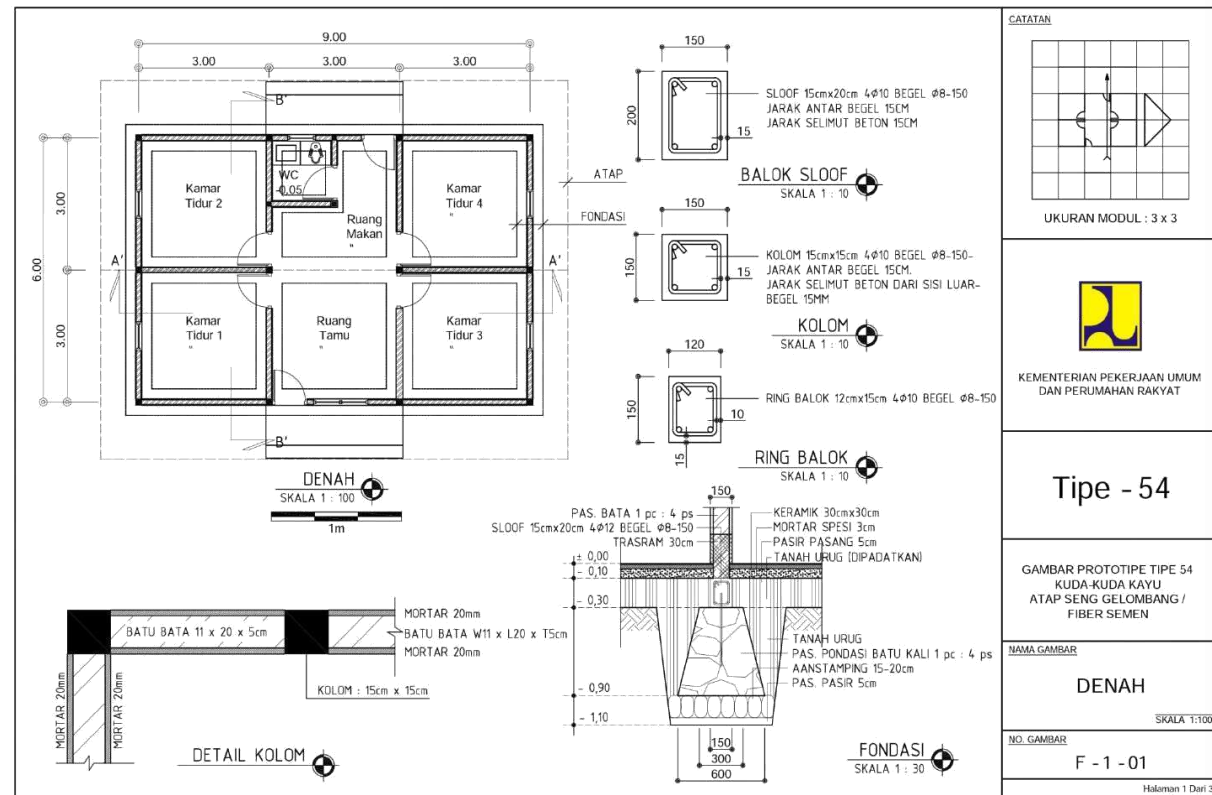 9.00
3.00
3.00
3.00
B'
6.00
3.00
3.00
Kamar
Tidur 2
"
WC
-0.05
Ruang
Makan
"
Kamar
Tidur 4
"
ATAP
FONDASI
A'
A'
Kamar
Tidur 1
"
Ruang
Tamu
"
Kamar
Tidur 3
"
B'
DENAH
SKALA 1 : 100
1m
150
200
15
SLOOF 15cmx20cm 4Ø10 BEGEL Ø8-150
JARAK ANTAR BEGEL 15CM
JARAK SELIMUT BETON 15CM
BALOK SLOOF
SKALA 1 : 10
150
150
15
KOLOM 15cmx15cm 4Ø10 BEGEL Ø8-150-
JARAK ANTAR BEGEL 15CM.
JARAK SELIMUT BETON DARI SISI LUAR-
BEGEL 15MM
KOLOM
SKALA 1 : 10
120
150
10
15
RING BALOK 12cmx15cm 4Ø10 BEGEL Ø8-150
RING BALOK
SKALA 1 : 10
MORTAR 20mm
BATU BATA 11 x 20 x 5cm
BATU BATA W11 x L20 x T5cm
MORTAR 20mm
KOLOM : 15cm x 15cm
MORTAR 20mm
MORTAR 20mm
DETAIL KOLOM
150
PAS. BATA 1 pc : 4 ps
SLOOF 15cmx20cm 4Ø12 BEGEL Ø8-150
TRASRAM 30cm
KERAMIK 30cmx30cm
MORTAR SPESI 3cm
PASIR PASANG 5cm
TANAH URUG (DIPADATKAN)
± 0,00
- 0,10
- 0,30
- 0,90
- 1,10
TANAH URUG
PAS. PONDASI BATU KALI 1 pc : 4 ps
AANSTAMPING 15-20cm
PAS. PASIR 5cm
150
300
600
FONDASI
SKALA 1 : 30
CATATAN
UKURAN MODUL : 3 x 3
KEMENTERIAN PEKERJAAN UMUM
DAN PERUMAHAN RAKYAT
Tipe - 54
GAMBAR PROTOTIPE TIPE 54
KUDA-KUDA KAYU
ATAP SENG GELOMBANG /
FIBER SEMEN
NAMA GAMBAR
DENAH
SKALA 1:100
NO. GAMBAR
F - 1 - 01
Halaman 1 Dari 3